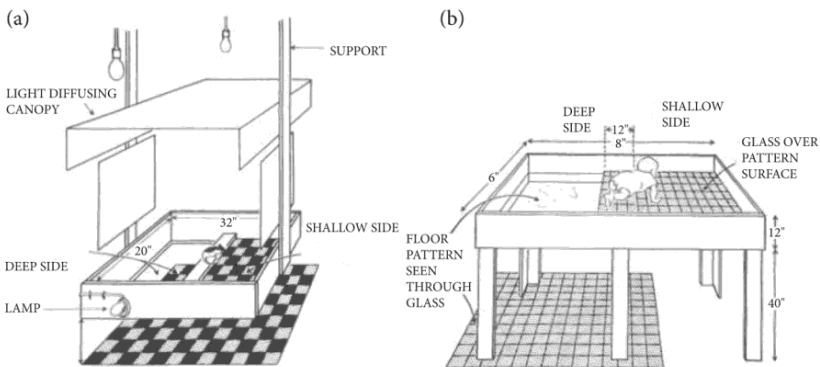 (a)
SUPPORT
LIGHT DIFFUSING
CANOPY
32"
20"
SHALLOW SIDE
DEEP SIDE
LAMP
(b)
DEEP
SIDE
SHALLOW
SIDE
12"
8"
GLASS OVER
PATTERN
SURFACE
6"
12"
FLOOR
PATTERN
SEEN
THROUGH
GLASS
40"